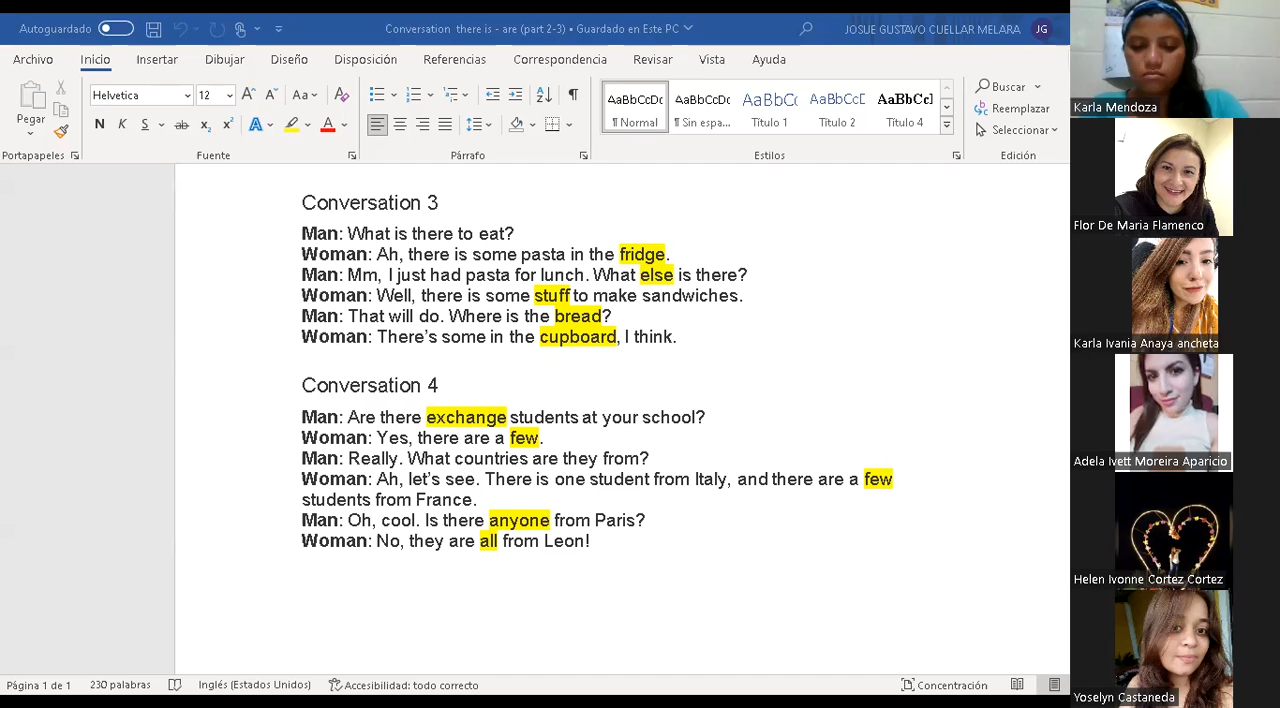 Autoguardado
Conversation there is - are (part 2-3) • Guardado en Este PC
JOSUE GUSTAVO CUELLAR MELARA
JG
Archivo Inicio Insertar Dibujar Diseño Disposición Referencias Correspondencia Revisar Vista Ayuda
Pegar
Helvetica 12
Aa
N K S ab x₂ x² A A
AaBbCcDc AaBbCcDc AaBbCc AaBbCcD AaBbCcI
¶ Normal ¶ Sin espa... Título 1 Título 2 Título 4
Buscar
Reemplazar
Seleccionar
Portapapeles Fuente Párrafo Estilos Edición
Conversation 3
Man: What is there to eat?
Woman: Ah, there is some pasta in the fridge.
Man: Mm, I just had pasta for lunch. What else is there?
Woman: Well, there is some stuff to make sandwiches.
Man: That will do. Where is the bread?
Woman: There's some in the cupboard, I think.
Conversation 4
Man: Are there exchange students at your school?
Woman: Yes, there are a few.
Man: Really. What countries are they from?
Woman: Ah, let's see. There is one student from Italy, and there are a few
students from France.
Man: Oh, cool. Is there anyone from Paris?
Woman: No, they are all from Leon!
Página 1 de 1 230 palabras Inglés (Estados Unidos) Accesibilidad: todo correcto Concentración
Karla Mendoza
Flor De Maria Flamenco
Karla Ivania Anaya ancheta
Adela Ivett Moreira Aparicio
Helen Ivonne Cortez Cortez
Yoselyn Castaneda